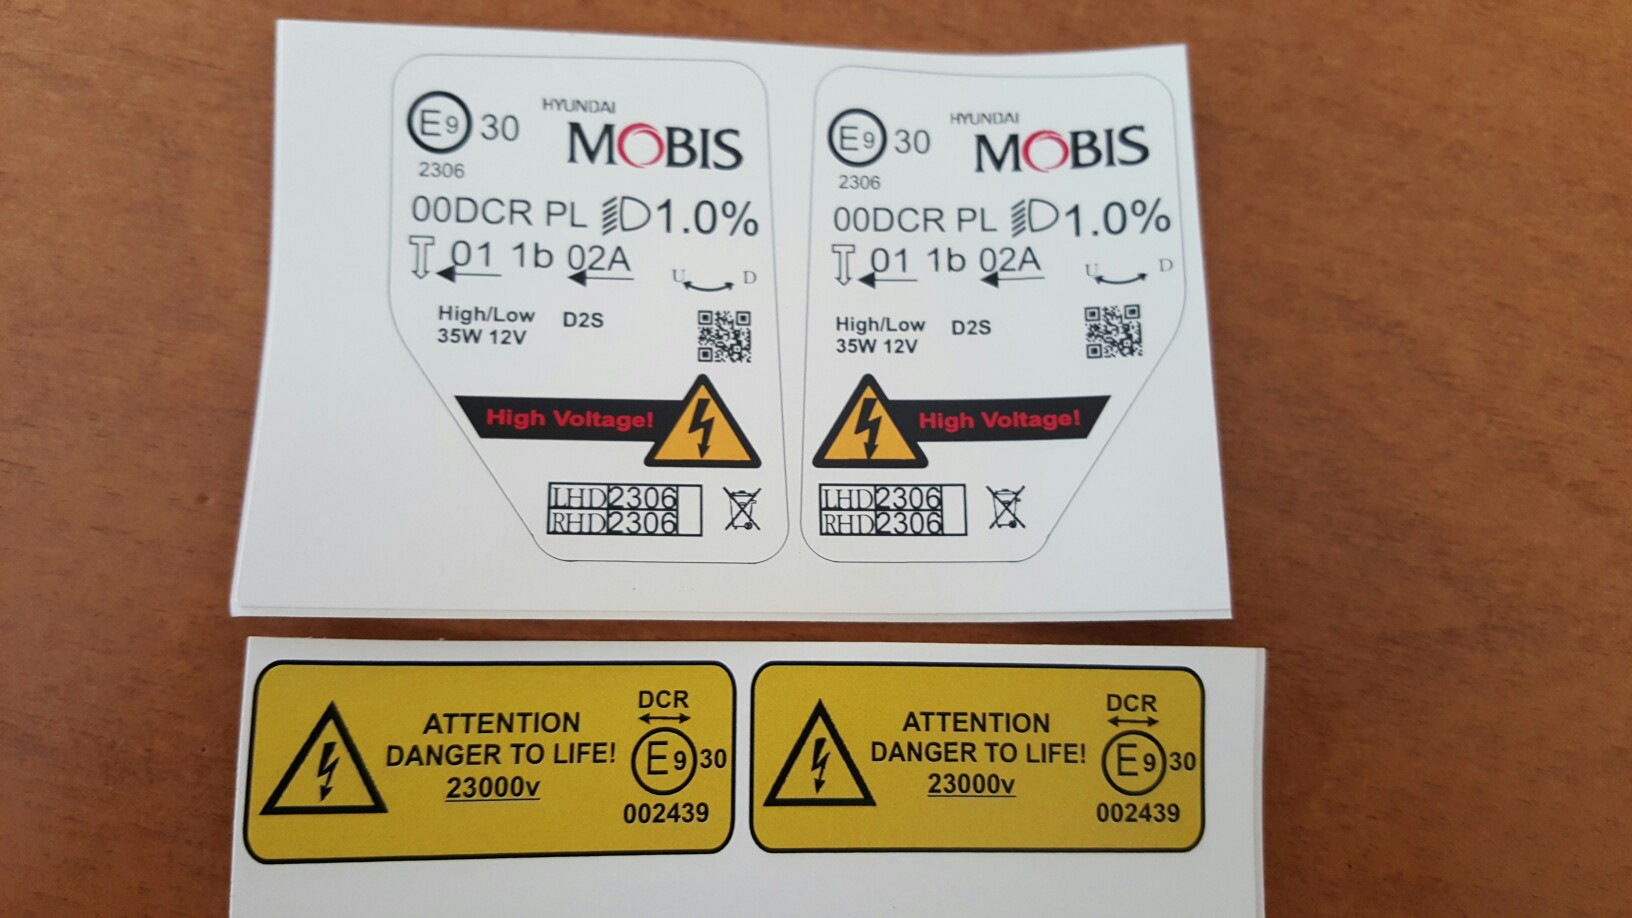 E9 30
HYUNDAI
MOBIS
2306
00DCR PL 1.0%
01 1b 02A
U D
High/Low D2S
35W 12V
High Voltage!
LHD 2306
RHD 2306
E9 30
HYUNDAI
MOBIS
2306
00DCR PL 1.0%
01 1b 02A
U D
High/Low D2S
35W 12V
High Voltage!
LHD 2306
RHD 2306
DCR
ATTENTION
DANGER TO LIFE!
23000v
E9 30
002439
DCR
ATTENTION
DANGER TO LIFE!
23000v
E9 30
002439